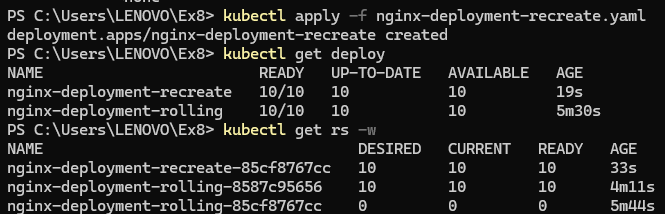 PS C:\Users\LENOVO\Ex8> kubectl apply -f nginx-deployment-recreate.yaml
deployment.apps/nginx-deployment-recreate created
PS C:\Users\LENOVO\Ex8> kubectl get deploy
NAME                        READY   UP-TO-DATE   AVAILABLE   AGE
nginx-deployment-recreate   10/10   10           10          19s
nginx-deployment-rolling    10/10   10           10          5m30s
PS C:\Users\LENOVO\Ex8> kubectl get rs -w
NAME                                   DESIRED   CURRENT   READY   AGE
nginx-deployment-recreate-85cf8767cc   10        10        10      33s
nginx-deployment-rolling-8587c95656    10        10        10      4m11s
nginx-deployment-rolling-85cf8767cc    0         0         0       5m44s